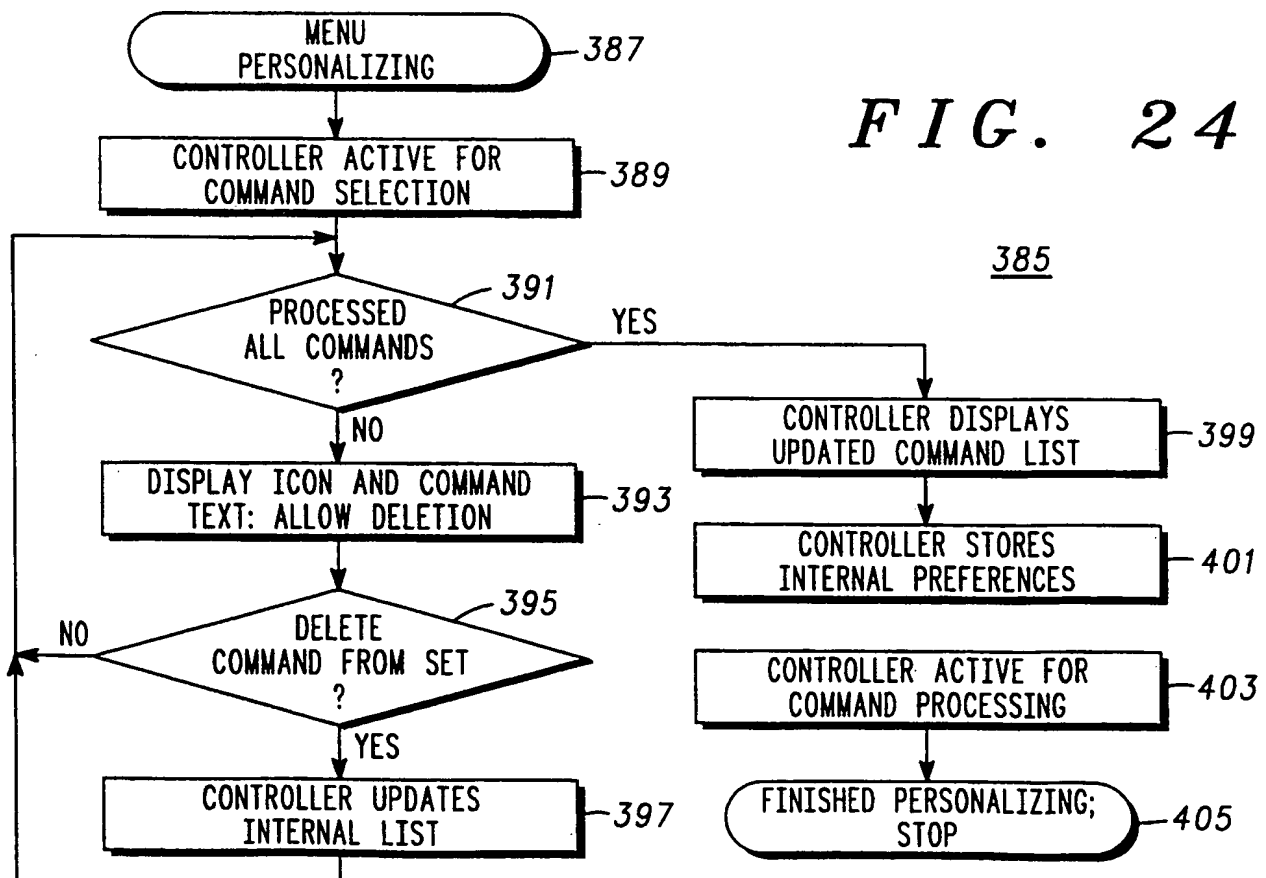 MENU
PERSONALIZING
387
FIG. 24
CONTROLLER ACTIVE FOR
COMMAND SELECTION
389
385
391
PROCESSED
ALL COMMANDS
?
YES
NO
CONTROLLER DISPLAYS
UPDATED COMMAND LIST
399
DISPLAY ICON AND COMMAND
TEXT: ALLOW DELETION
393
CONTROLLER STORES
INTERNAL PREFERENCES
401
395
DELETE
COMMAND FROM SET
?
NO
YES
CONTROLLER ACTIVE FOR
COMMAND PROCESSING
403
CONTROLLER UPDATES
INTERNAL LIST
397
FINISHED PERSONALIZING;
STOP
405